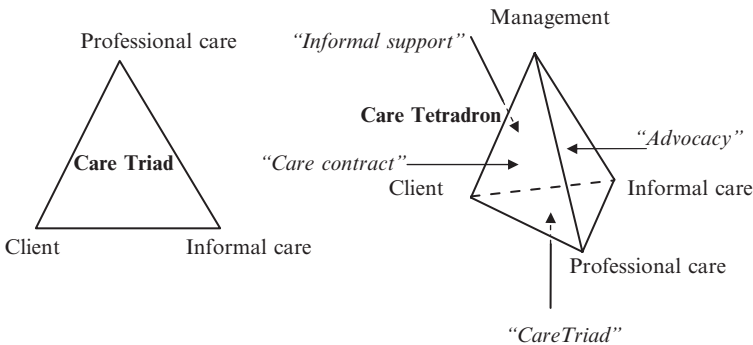 Professional care
Care Triad
Client
Informal care
Management
“Informal support”
Care Tetradron
“Advocacy”
“Care contract”
Client
Informal care
Professional care
“CareTriad”